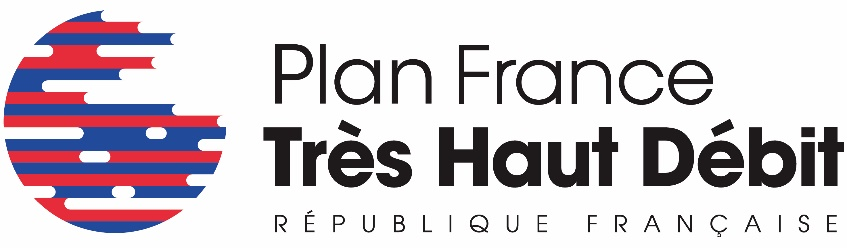 Plan France
Très Haut Débit
RÉPUBLIQUE FRANÇAISE